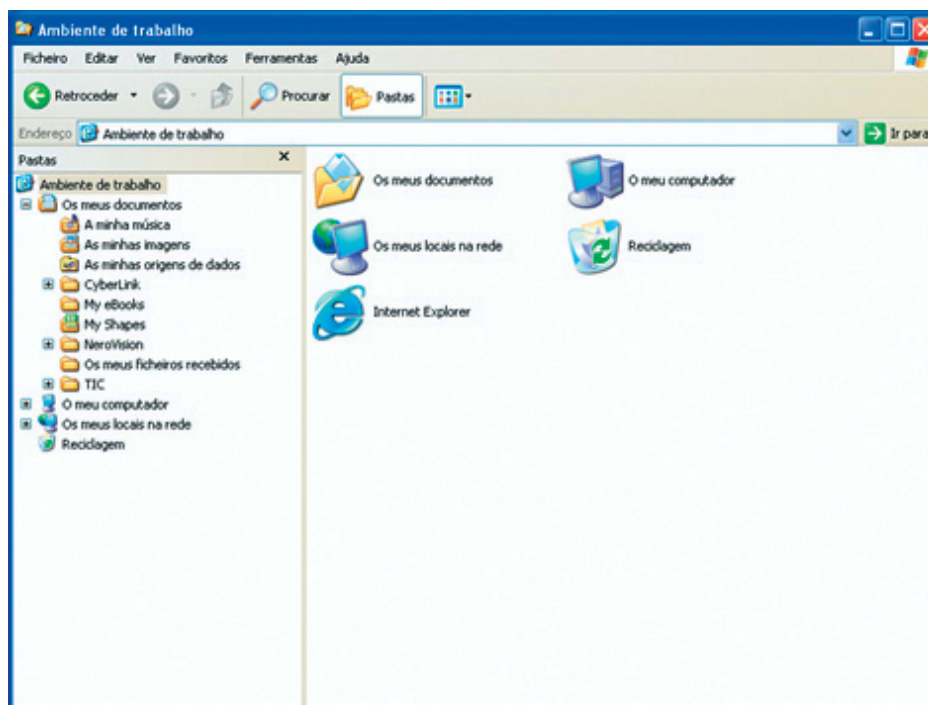 Ambiente de trabalho
Ficheiro Editar Ver Favoritos Ferramentas Ajuda
Retroceder Procurar Pastas
Endereço Ambiente de trabalho Ir para
Pastas
Ambiente de trabalho
Os meus documentos
A minha música
As minhas imagens
As minhas origens de dados
CyberLink
My eBooks
My Shapes
NeroVision
Os meus ficheiros recebidos
TIC
O meu computador
Os meus locais na rede
Reciclagem
Os meus documentos
O meu computador
Os meus locais na rede
Reciclagem
Internet Explorer